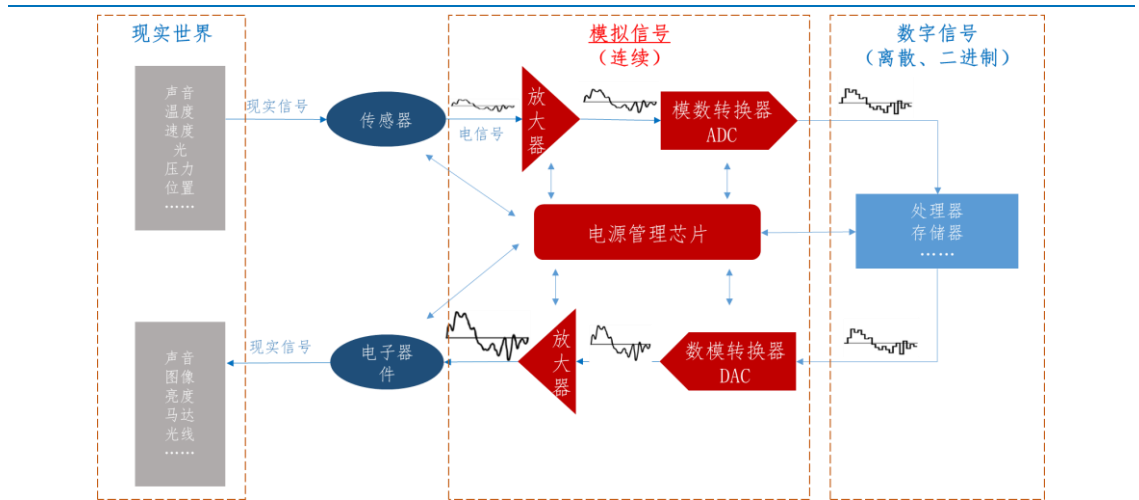 现实世界
模拟信号
（连续）
数字信号
（离散、二进制）
声音
温度
速度
光
压力
位置
……
现实信号
传感器
电信号
放
大
器
模数转换器
ADC
处理器
存储器
……
电源管理芯片
声音
图像
亮度
马达
光线
……
现实信号
电子器
件
放
大
器
数模转换器
DAC